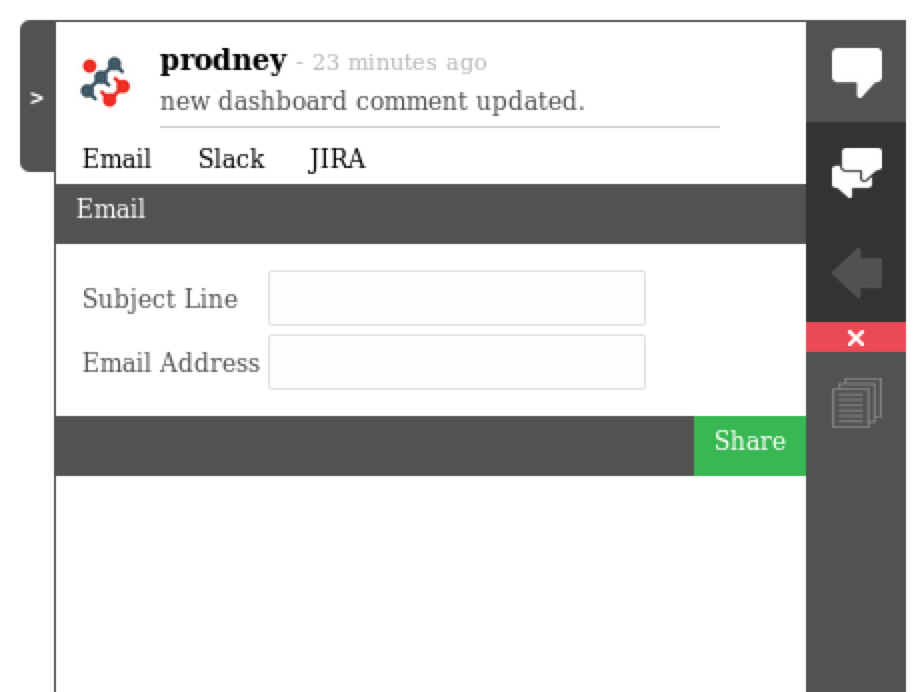 >
prodney - 23 minutes ago
new dashboard comment updated.
Email Slack JIRA
Email
Subject Line
Email Address
Share